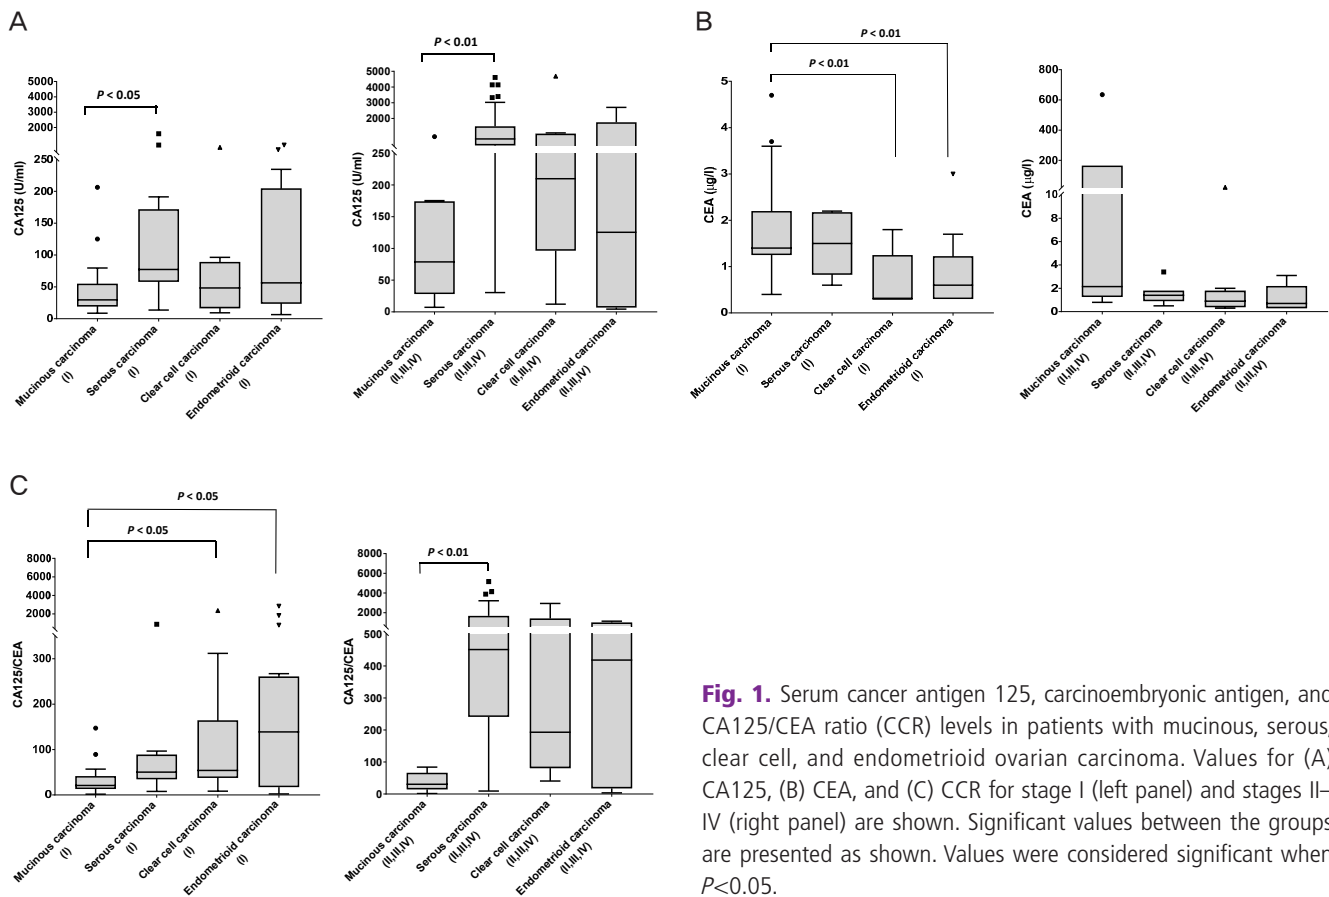 A
P < 0.05
5000
4000
3000
2000
250
200
150
100
50
0
CA125 (U/ml)
Mucinous carcinoma
(I)
Serous carcinoma
(I)
Clear cell carcinoma
(I)
Endometrioid carcinoma
(I)
P < 0.01
5000
4000
3000
2000
250
200
150
100
50
0
CA125 (U/ml)
Mucinous carcinoma
(II,III,IV)
Serous carcinoma
(II,III,IV)
Clear cell carcinoma
(II,III,IV)
Endometrioid carcinoma
(II,III,IV)
B
P < 0.01
P < 0.01
5
4
3
2
1
0
CEA (µg/l)
Mucinous carcinoma
(I)
Serous carcinoma
(I)
Clear cell carcinoma
(I)
Endometrioid carcinoma
(I)
800
600
400
200
10
8
6
4
2
0
CEA (µg/l)
Mucinous carcinoma
(II,III,IV)
Serous carcinoma
(II,III,IV)
Clear cell carcinoma
(II,III,IV)
Endometrioid carcinoma
(II,III,IV)
C
P < 0.05
P < 0.05
8000
6000
4000
2000
300
200
100
0
CA125/CEA
Mucinous carcinoma
(I)
Serous carcinoma
(I)
Clear cell carcinoma
(I)
Endometrioid carcinoma
(I)
P < 0.01
8000
6000
4000
2000
500
400
300
200
100
0
CA125/CEA
Mucinous carcinoma
(II,III,IV)
Serous carcinoma
(II,III,IV)
Clear cell carcinoma
(II,III,IV)
Endometrioid carcinoma
(II,III,IV)
Fig. 1. Serum cancer antigen 125, carcinoembryonic antigen, and
CA125/CEA ratio (CCR) levels in patients with mucinous, serous,
clear cell, and endometrioid ovarian carcinoma. Values for (A)
CA125, (B) CEA, and (C) CCR for stage I (left panel) and stages II–
IV (right panel) are shown. Significant values between the groups
are presented as shown. Values were considered significant when
P<0.05.